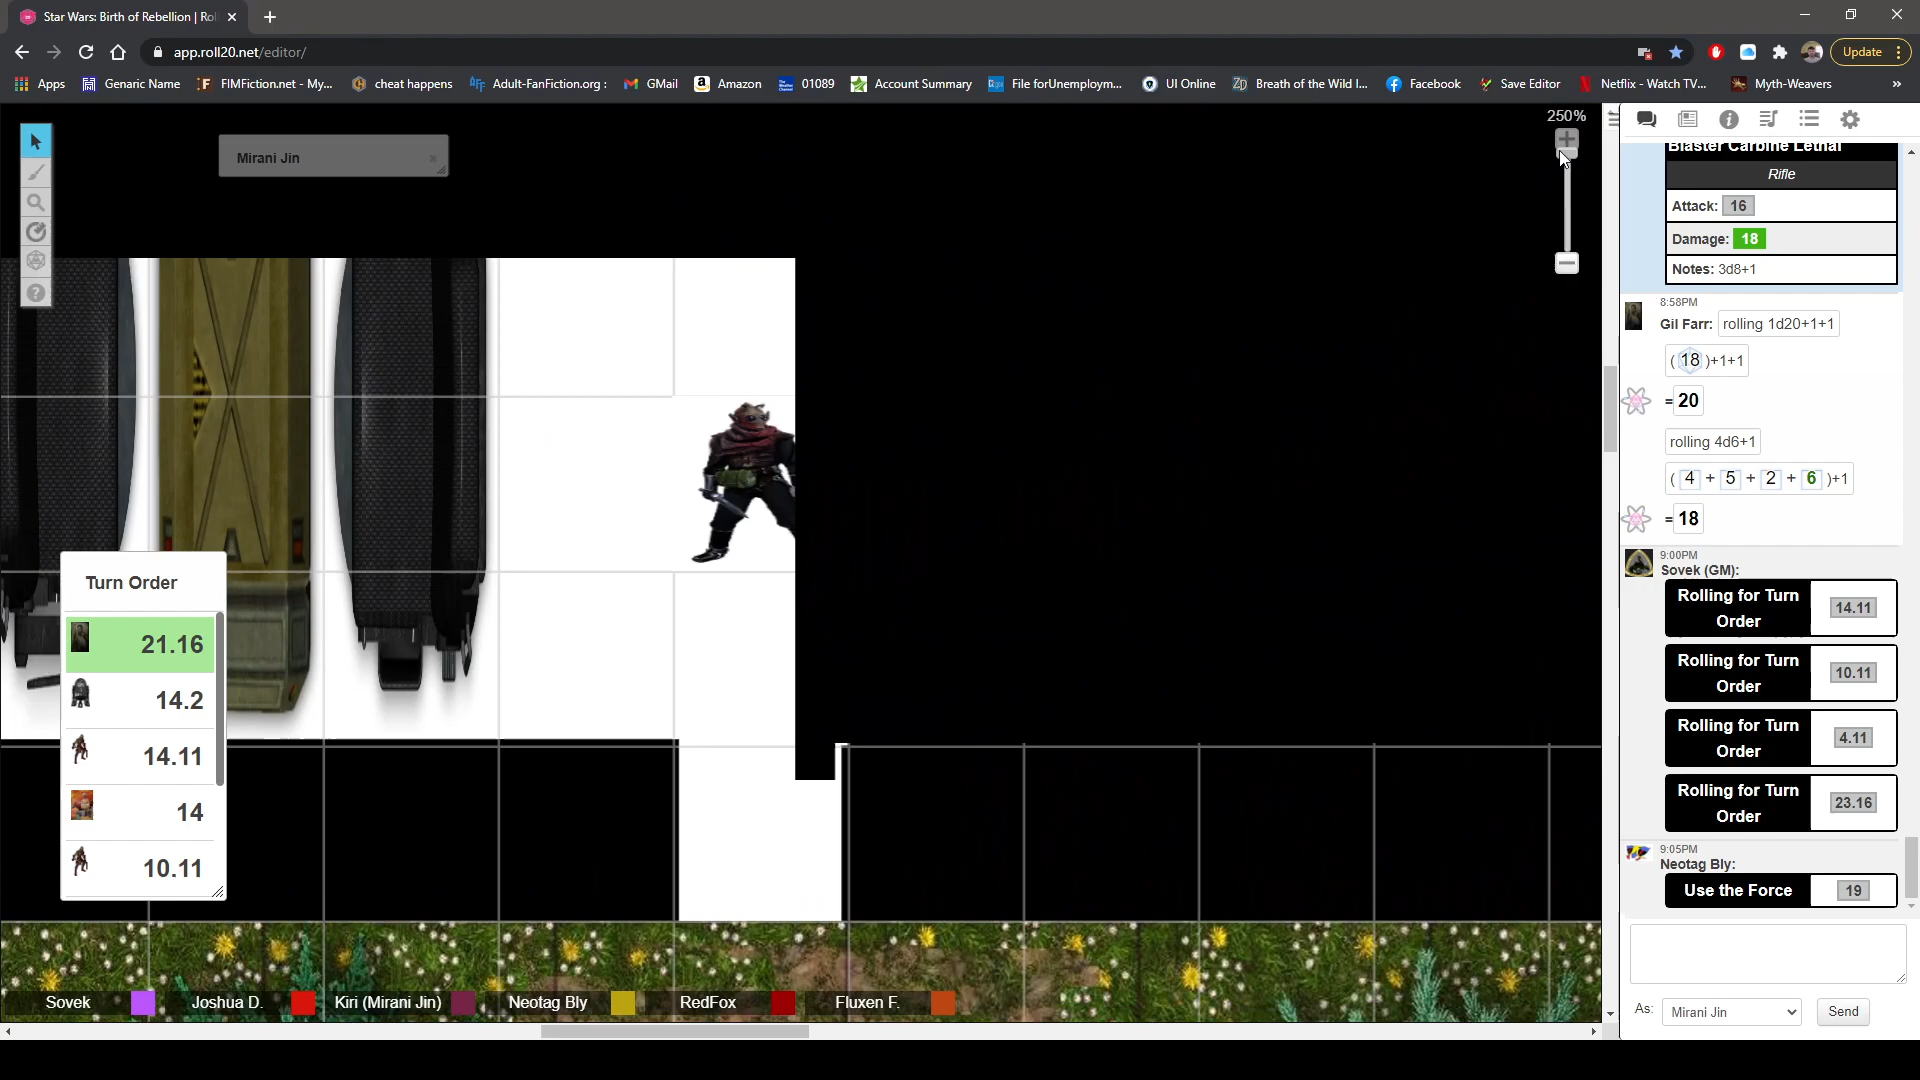 Star Wars: Birth of Rebellion | Rol
app.roll20.net/editor/
Update
Apps
Genaric Name
FIMFiction.net - My...
cheat happens
Adult-FanFiction.org :
GMail
Amazon
01089
Account Summary
File forUnemploym...
UI Online
Breath of the Wild I...
Facebook
Save Editor
Netflix - Watch TV...
Myth-Weavers
»
250%
Mirani Jin
Turn Order
21.16
14.2
14.11
14
10.11
Sovek
Joshua D.
Kiri (Mirani Jin)
Neotag Bly
RedFox
Fluxen F.
Blaster Carbine Lethal
Rifle
Attack: 16
Damage: 18
Notes: 3d8+1
8:58PM
Gil Farr: rolling 1d20+1+1
(18)+1+1
=20
rolling 4d6+1
(4+5+2+6)+1
=18
9:00PM
Sovek (GM):
Rolling for Turn Order 14.11
Rolling for Turn Order 10.11
Rolling for Turn Order 4.11
Rolling for Turn Order 23.16
9:05PM
Neotag Bly:
Use the Force 19
As: Mirani Jin
Send